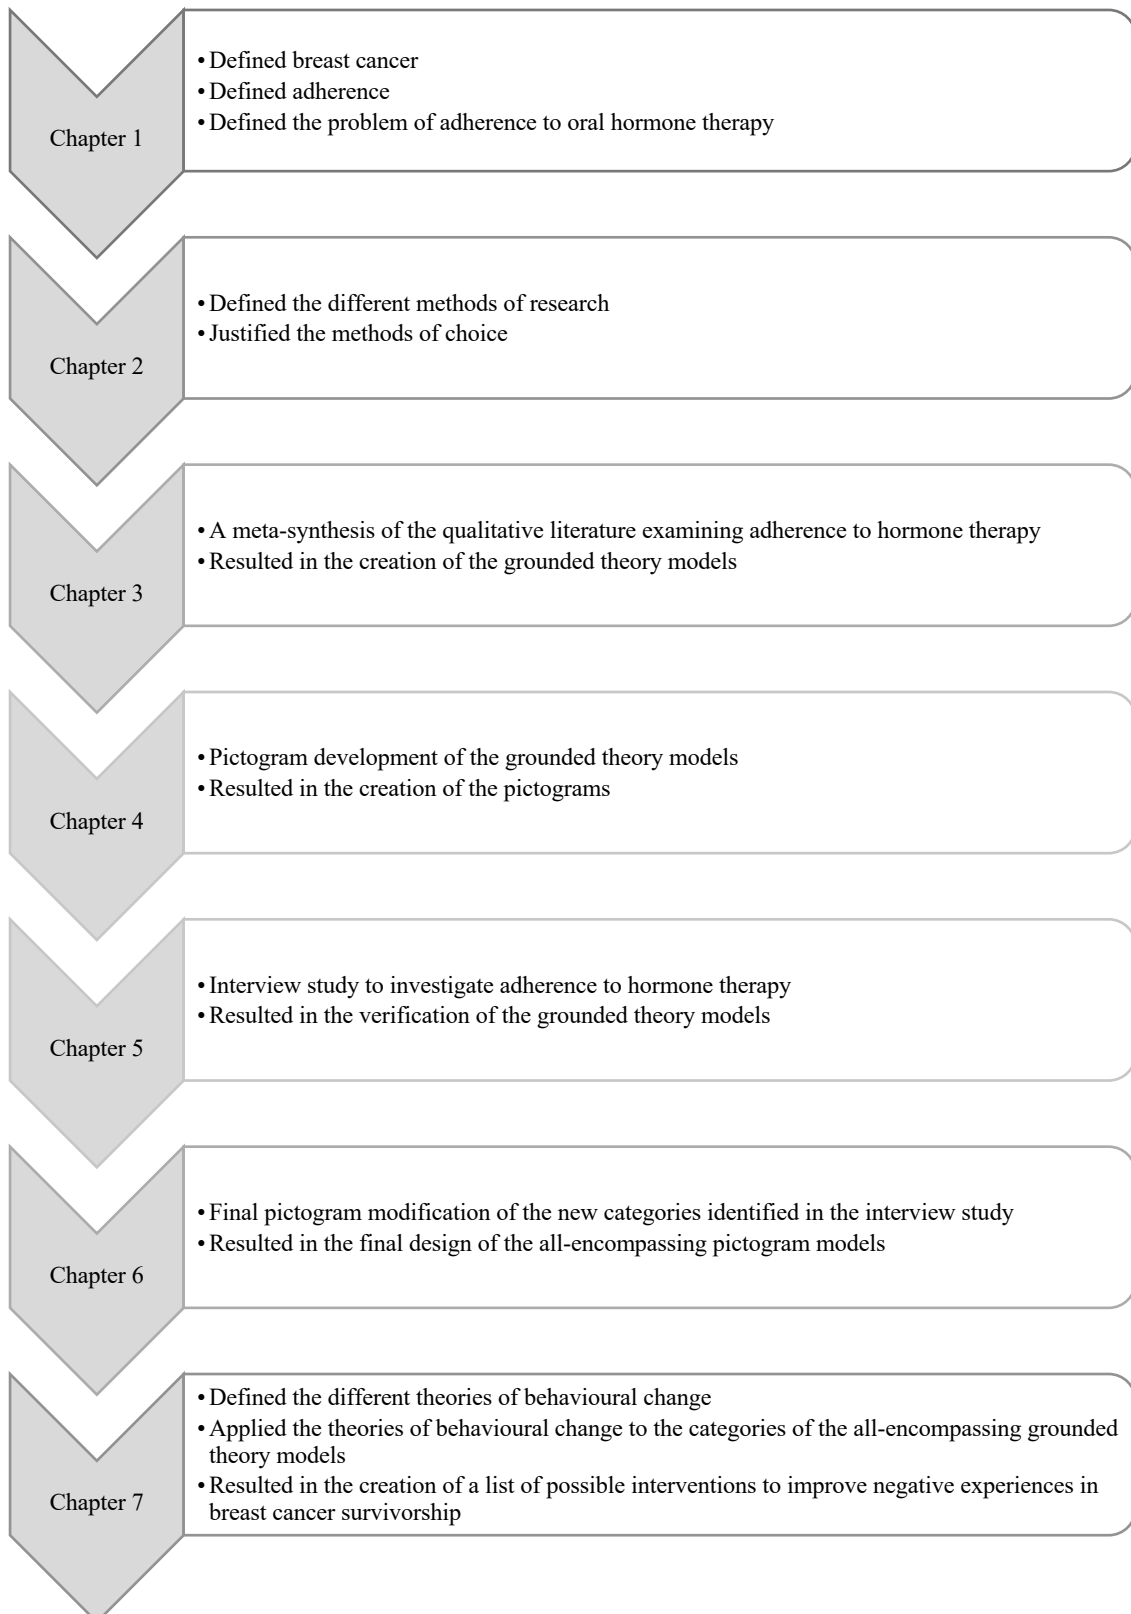 Chapter 1
• Defined breast cancer
• Defined adherence
• Defined the problem of adherence to oral hormone therapy
Chapter 2
• Defined the different methods of research
• Justified the methods of choice
Chapter 3
• A meta-synthesis of the qualitative literature examining adherence to hormone therapy
• Resulted in the creation of the grounded theory models
Chapter 4
• Pictogram development of the grounded theory models
• Resulted in the creation of the pictograms
Chapter 5
• Interview study to investigate adherence to hormone therapy
• Resulted in the verification of the grounded theory models
Chapter 6
• Final pictogram modification of the new categories identified in the interview study
• Resulted in the final design of the all-encompassing pictogram models
Chapter 7
• Defined the different theories of behavioural change
• Applied the theories of behavioural change to the categories of the all-encompassing grounded
theory models
• Resulted in the creation of a list of possible interventions to improve negative experiences in
breast cancer survivorship